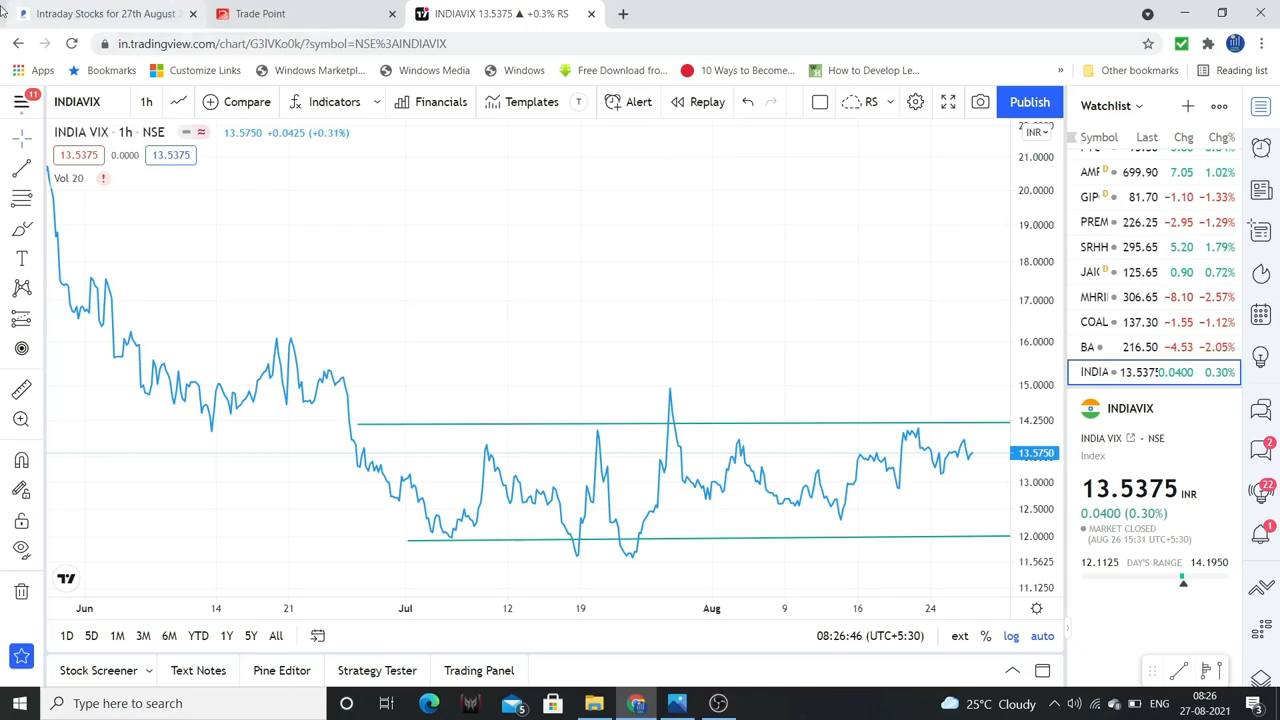 Intraday Stocks for 27th August
Trade Point
INDIAVIX 13.5375 ▲ +0.3% RS
in.tradingview.com/chart/G3lVKo0k/?symbol=NSE%3AINDIAVIX
Apps
Bookmarks
Customize Links
Windows Marketpl...
Windows Media
Windows
Free Download fro...
10 Ways to Become...
How to Develop Le...
»
Other bookmarks
Reading list
11
INDIAVIX
1h
Compare
Indicators
Financials
Templates
T
Alert
Replay
RS
Publish
Watchlist
INDIA VIX · 1h · NSE
13.5750 +0.0425 (+0.31%)
INR
Symbol Last Chg Chg%
13.5375 0.0000 13.5375
Vol 20
AMF D 699.90 7.05 1.02%
GIP D 81.70 −1.10 −1.33%
PREM 226.25 −2.95 −1.29%
SRHH 295.65 5.20 1.79%
JAIC D 125.65 0.90 0.72%
MHRI 306.65 −8.10 −2.57%
COAL 137.30 −1.55 −1.12%
BA 216.50 −4.53 −2.05%
INDIA 13.5375 0.0400 0.30%
21.0000
20.0000
19.0000
18.0000
17.0000
16.0000
15.0000
14.2500
13.5750
13.0000
12.5000
12.0000
11.5625
11.1250
INDIAVIX
INDIA VIX - NSE
Index
13.5375 INR
0.0400 (0.30%)
MARKET CLOSED
(AUG 26 15:31 UTC+5:30)
12.1125 DAY'S RANGE 14.1950
2
22
1
Jun 14 21 Jul 12 19 Aug 9 16 24
1D 5D 1M 3M 6M YTD 1Y 5Y All
08:26:46 (UTC+5:30)
ext % log auto
Stock Screener
Text Notes
Pine Editor
Strategy Tester
Trading Panel
Type here to search
5
25°C Cloudy
ENG
08:26
27-08-2021
3